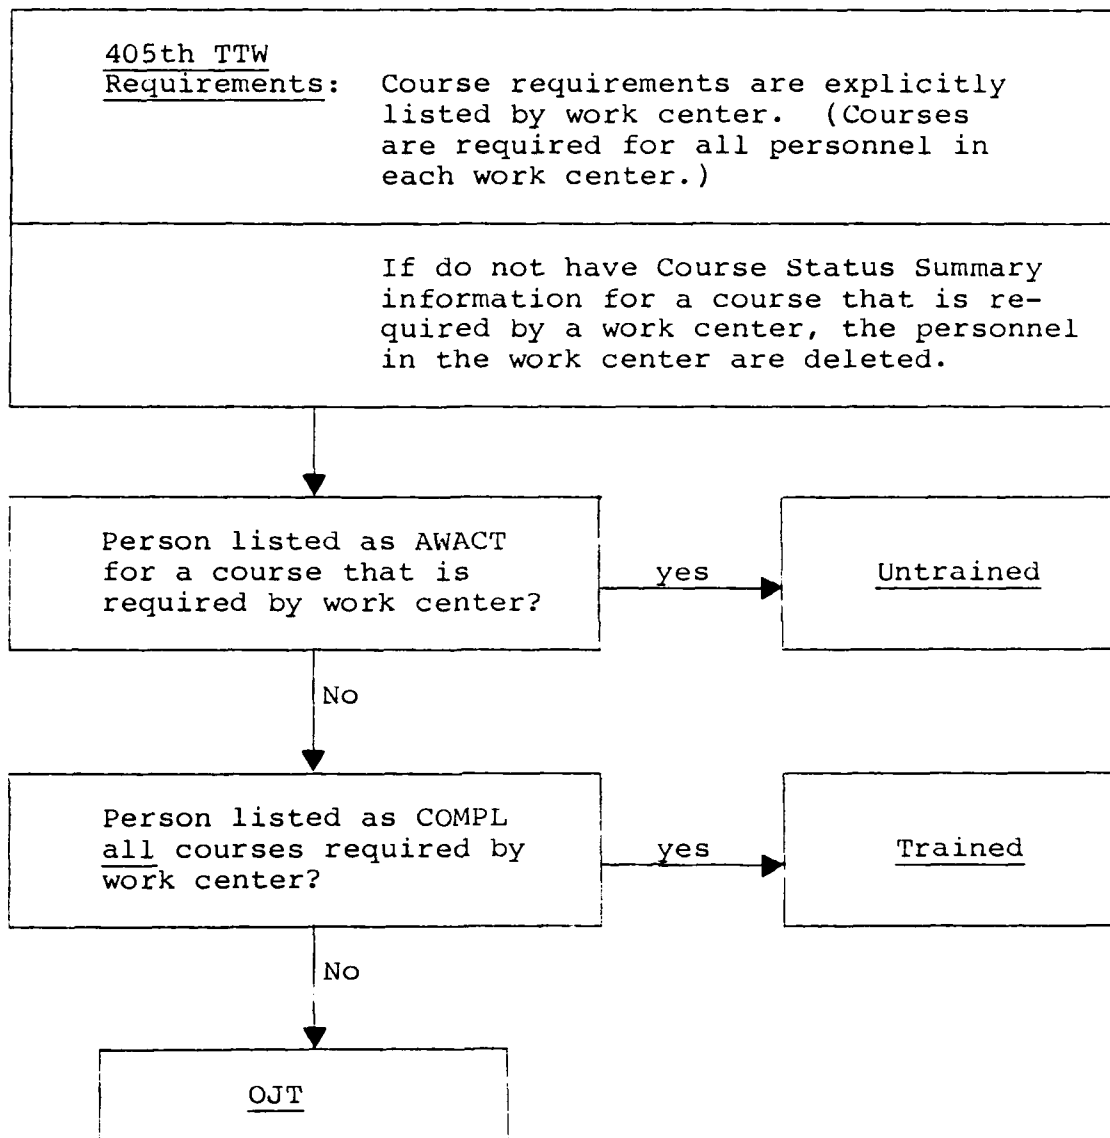 405th TTW
Requirements: Course requirements are explicitly
listed by work center. (Courses
are required for all personnel in
each work center.)
If do not have Course Status Summary
information for a course that is re-
quired by a work center, the personnel
in the work center are deleted.
Person listed as AWACT
for a course that is
required by work center?
yes
Untrained
No
Person listed as COMPL
all courses required by
work center?
yes
Trained
No
OJT